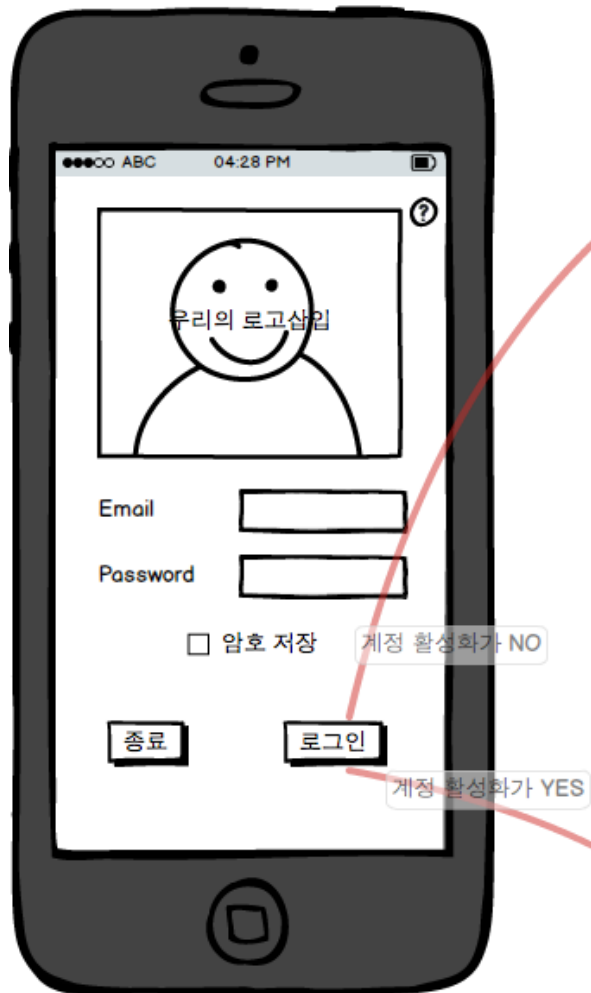 ABC 04:28 PM
?
우리의 로고삽입
Email
Password
암호 저장
계정 활성화가 NO
종료
로그인
계정 활성화가 YES